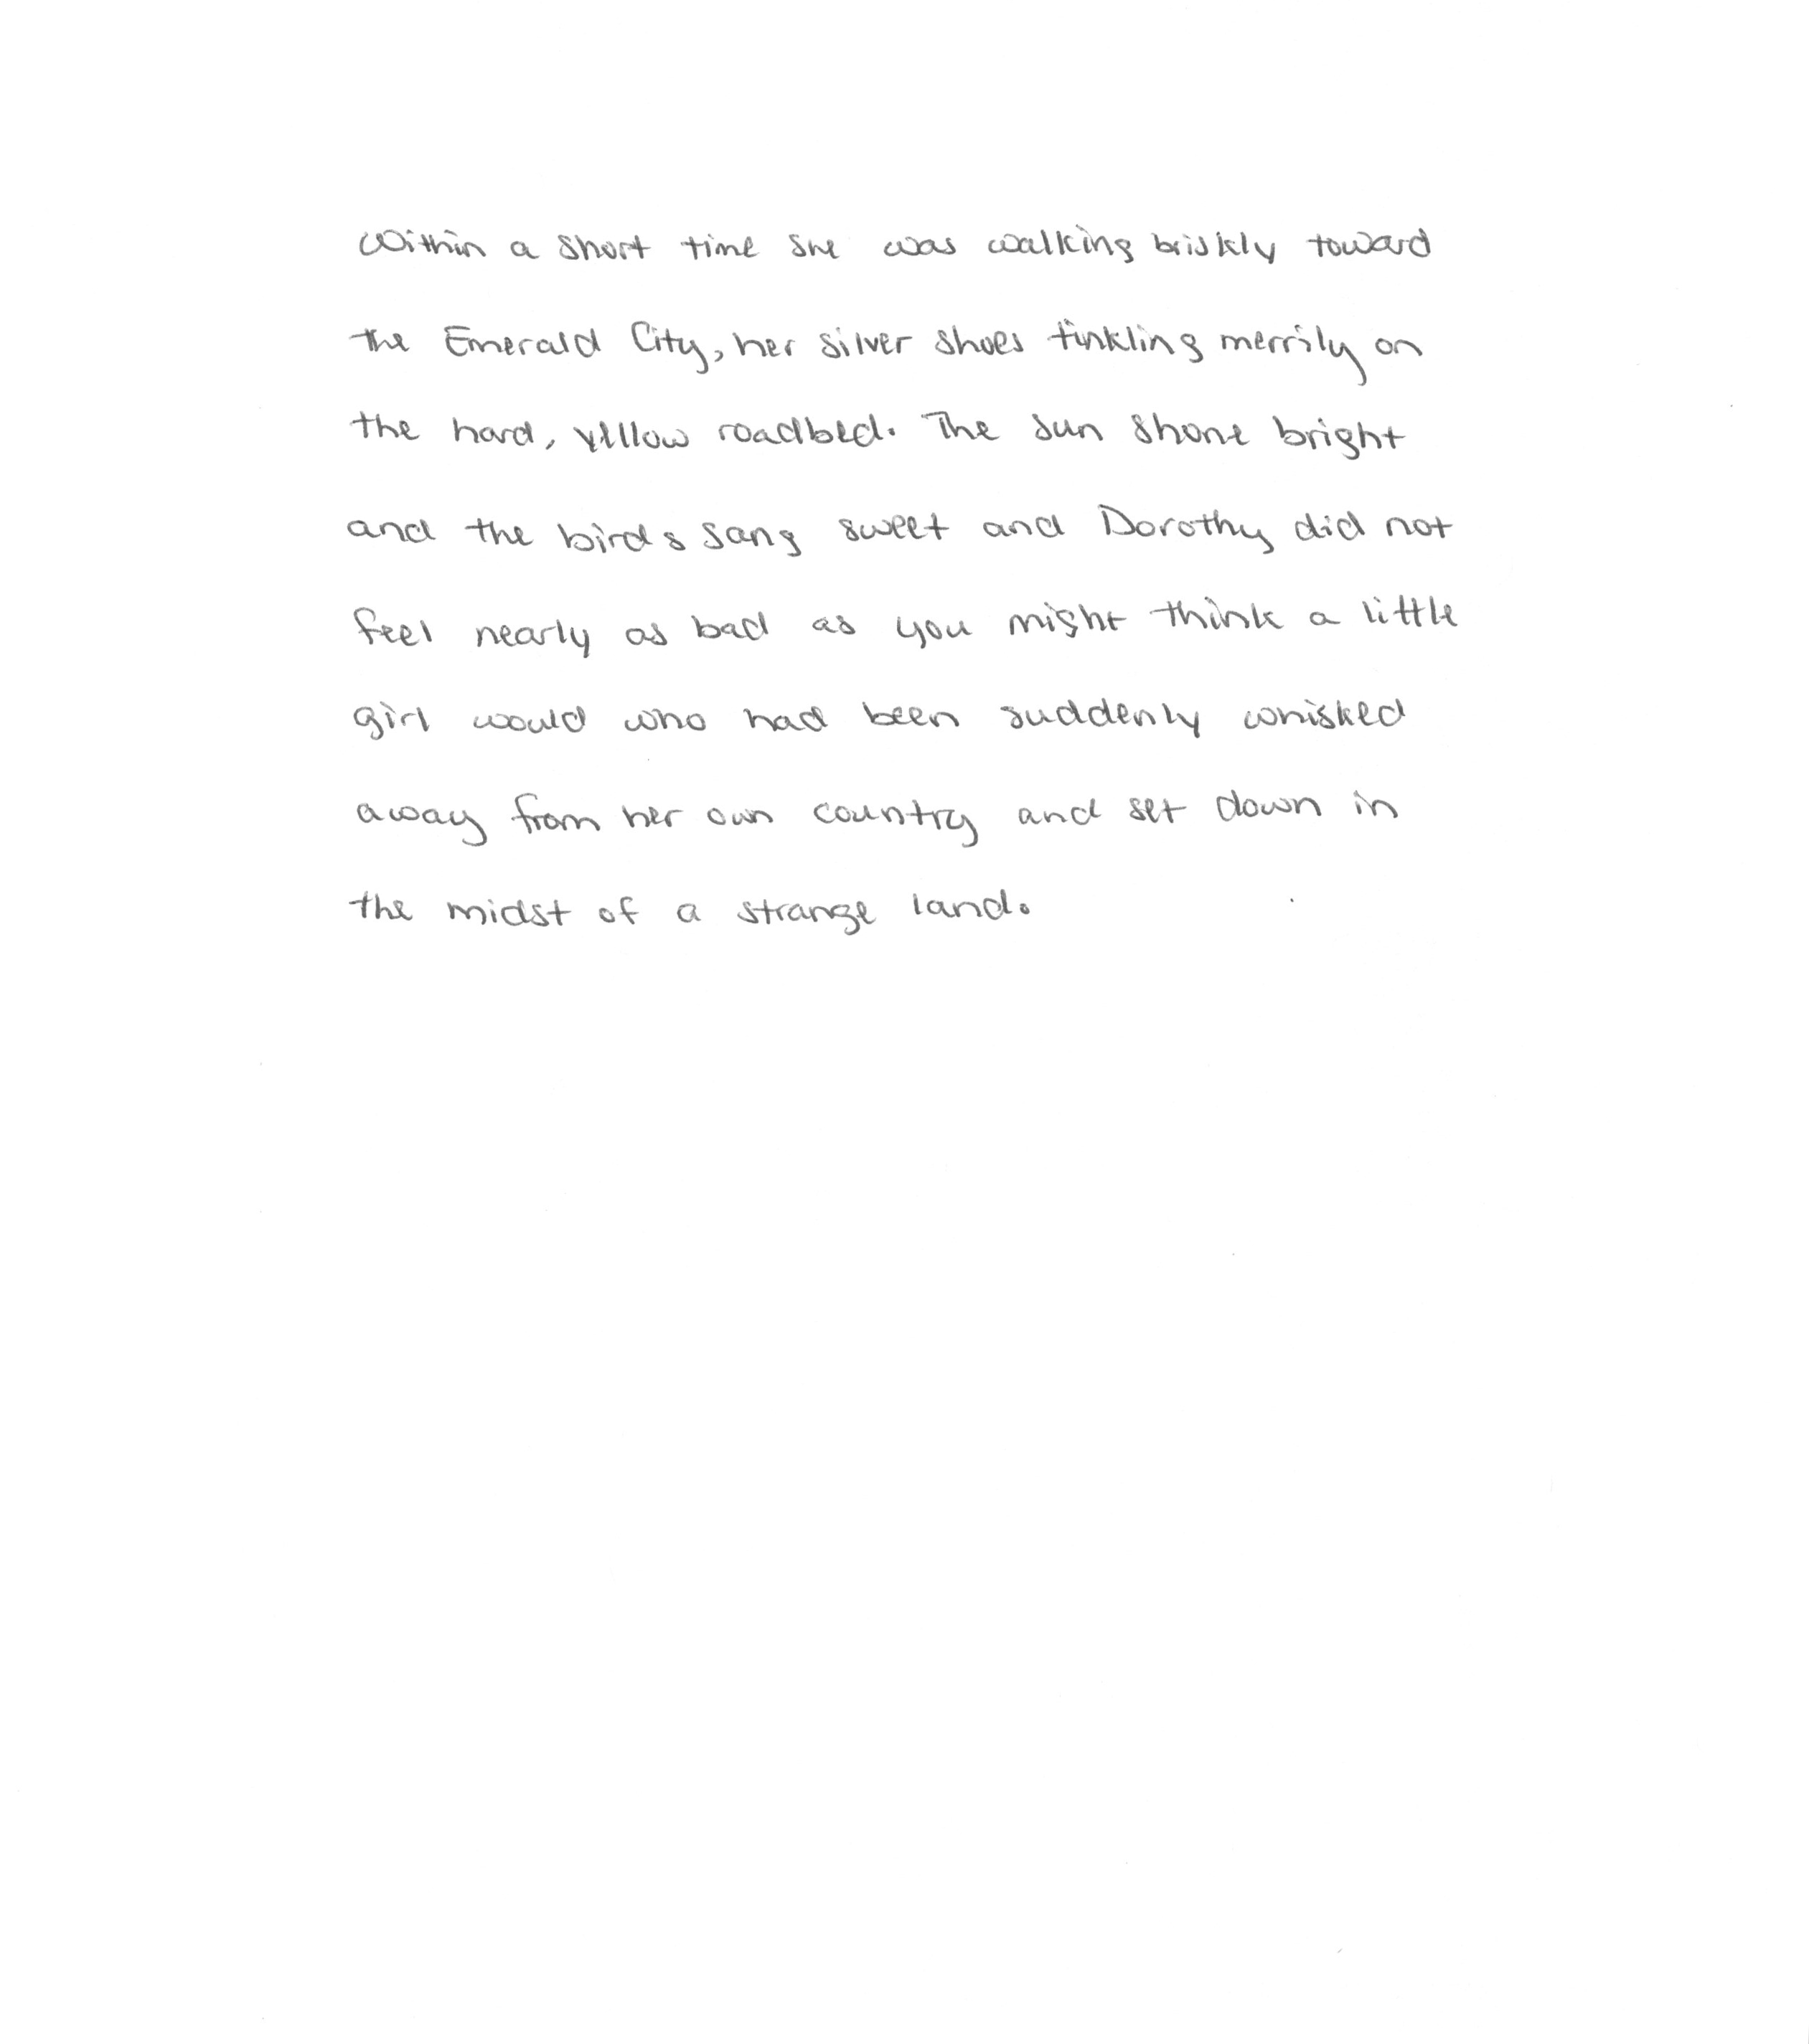 Within a short time she was walking briskly toward
the Emerald City, her silver shoes tinkling merrily on
the hard, yellow roadbed. The sun shone bright
and the birds sang sweet and Dorothy did not
feel nearly as bad as you might think a little
girl would who had been suddenly whisked
away from her own country and set down in
the midst of a strange land.